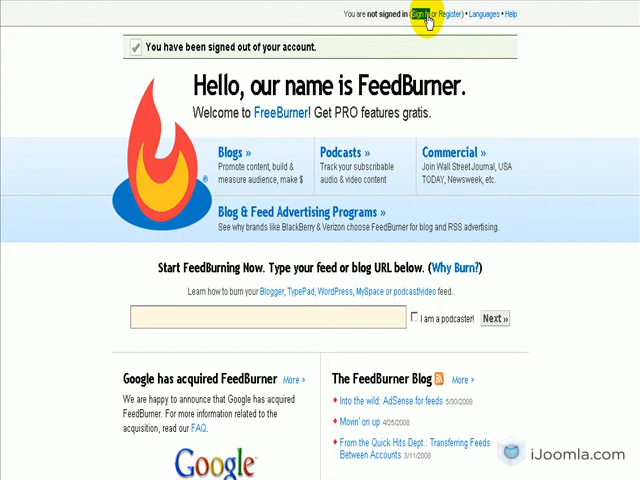 You are not signed in (Sign In or Register) • Languages • Help
You have been signed out of your account.
Hello, our name is FeedBurner.
Welcome to FreeBurner! Get PRO features gratis.
Blogs »
Promote content, build &
measure audience, make $
Podcasts »
Track your subscribable
audio & video content
Commercial »
Join Wall Street Journal, USA
TODAY, Newsweek, etc.
Blog & Feed Advertising Programs »
See why brands like BlackBerry & Verizon choose FeedBurner for blog and RSS advertising.
Start FeedBurning Now. Type your feed or blog URL below. (Why Burn?)
Learn how to burn your Blogger, TypePad, WordPress, MySpace or podcast/video feed.
I am a podcaster! Next »
Google has acquired FeedBurner More ›
We are happy to announce that Google has acquired
FeedBurner. For more information related to the
acquisition, read our FAQ.
Google™
The FeedBurner Blog More ›
Into the wild: AdSense for feeds 5/30/2008
Movin' on up 4/25/2008
From the Quick Hits Dept.: Transferring Feeds
Between Accounts 3/11/2008
iJoomla.com